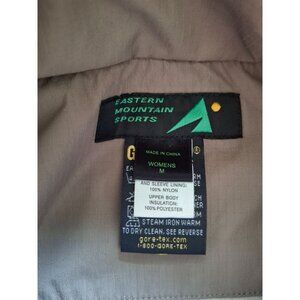 EASTERN
MOUNTAIN
SPORTS
MADE IN CHINA
WOMENS
M
AND SLEEVE LINING:
100% NYLON
UPPER BODY
INSULATION:
100% POLYESTER
STEAM IRON WARM
TO DRY CLEAN. SEE REVERSE
gore-tex.com
1-800-GORE-TEX